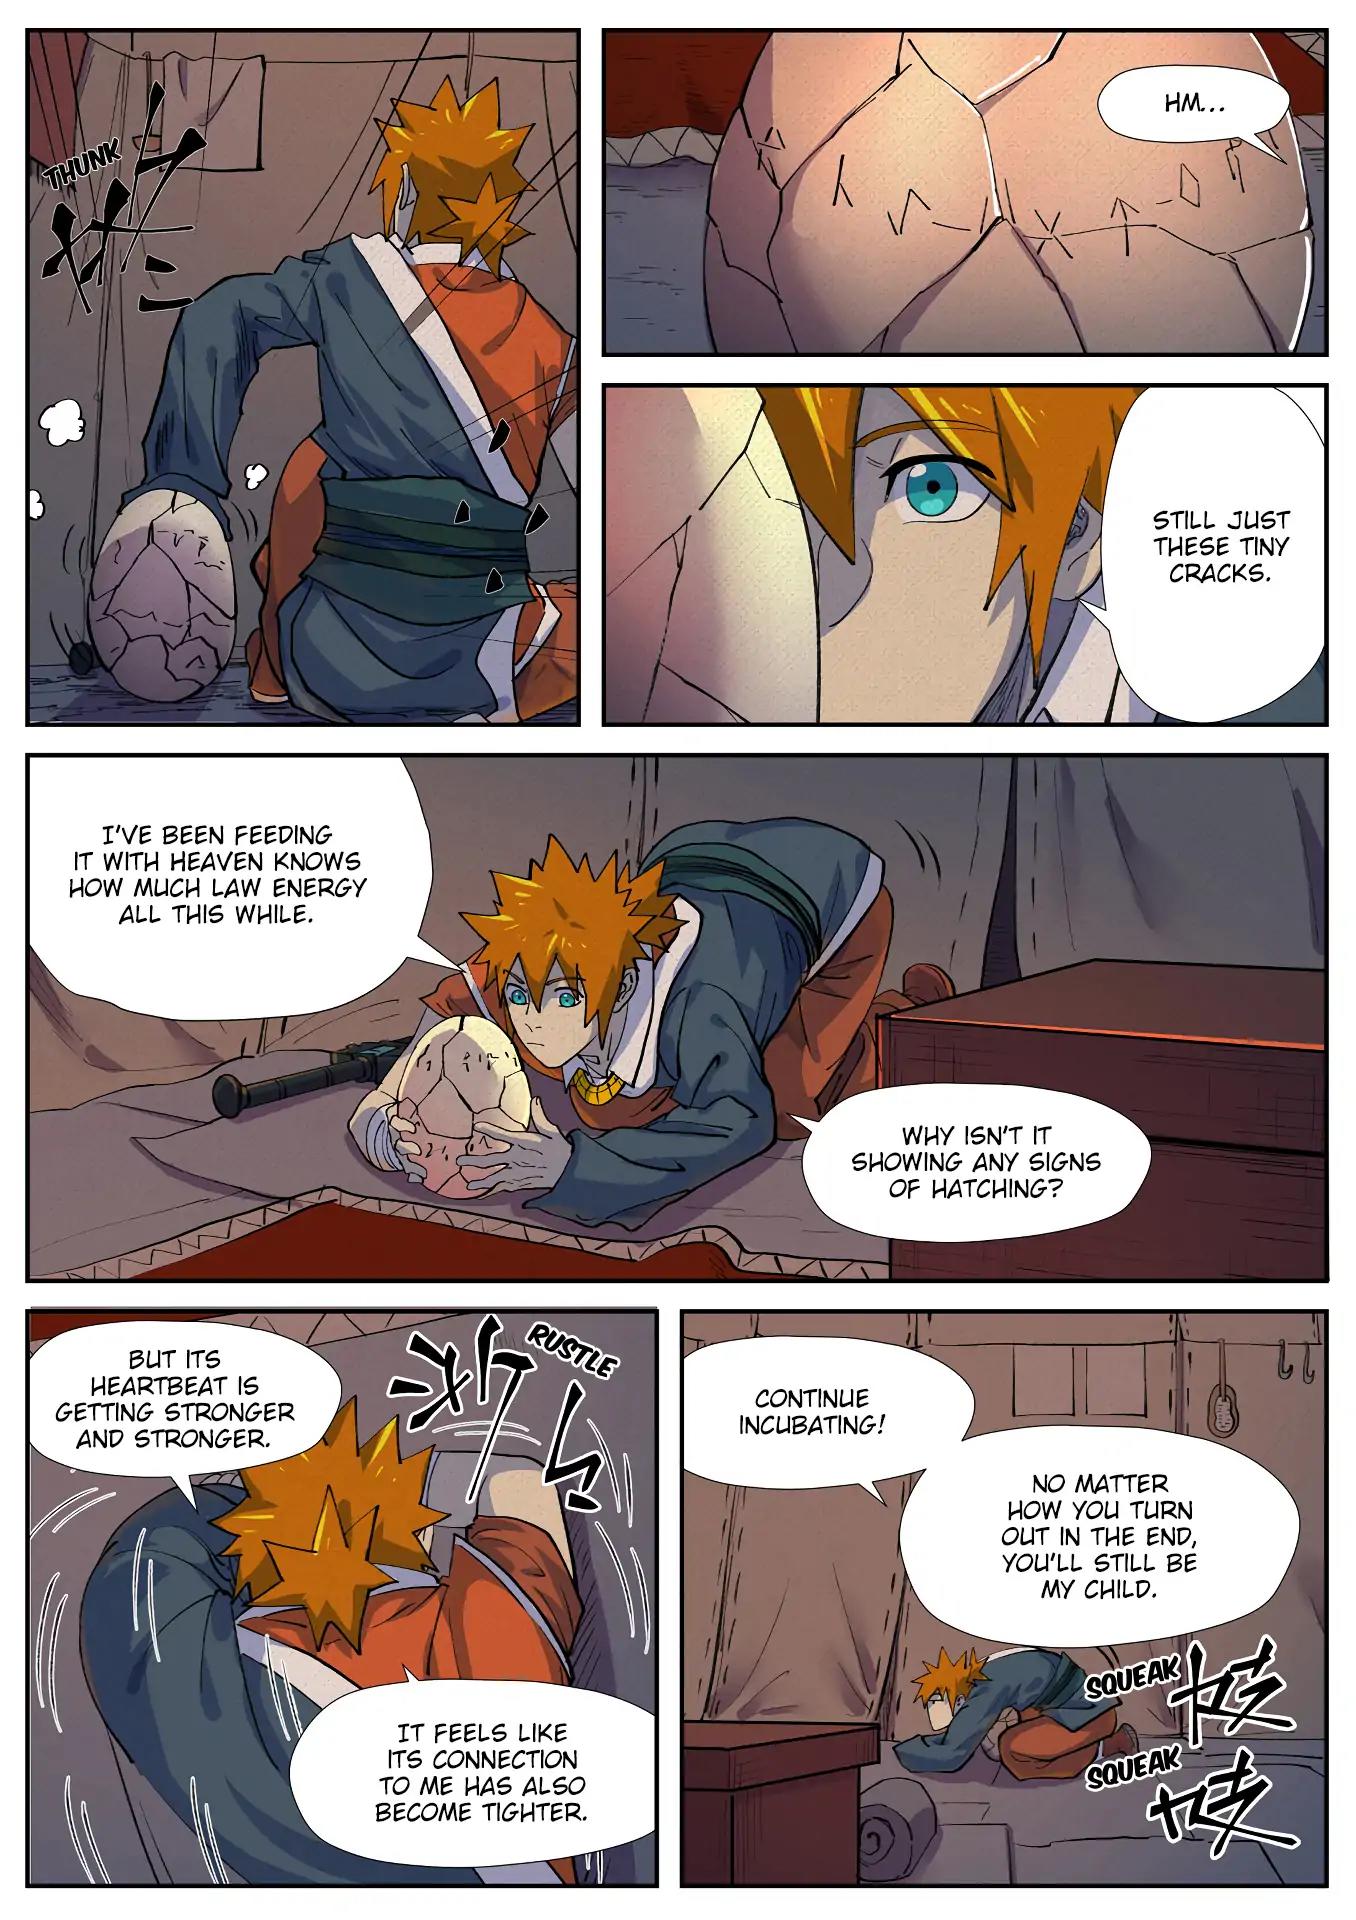 THUNK
HM...
STILL JUST
THESE TINY
CRACKS.
I'VE BEEN FEEDING
IT WITH HEAVEN KNOWS
HOW MUCH LAW ENERGY
ALL THIS WHILE.
WHY ISN'T IT
SHOWING ANY SIGNS
OF HATCHING?
BUT ITS
HEARTBEAT IS
GETTING STRONGER
AND STRONGER.
RUSTLE
IT FEELS LIKE
ITS CONNECTION
TO ME HAS ALSO
BECOME TIGHTER.
CONTINUE
INCUBATING!
NO MATTER
HOW YOU TURN
OUT IN THE END,
YOU'LL STILL BE
MY CHILD.
SQUEAK
SQUEAK